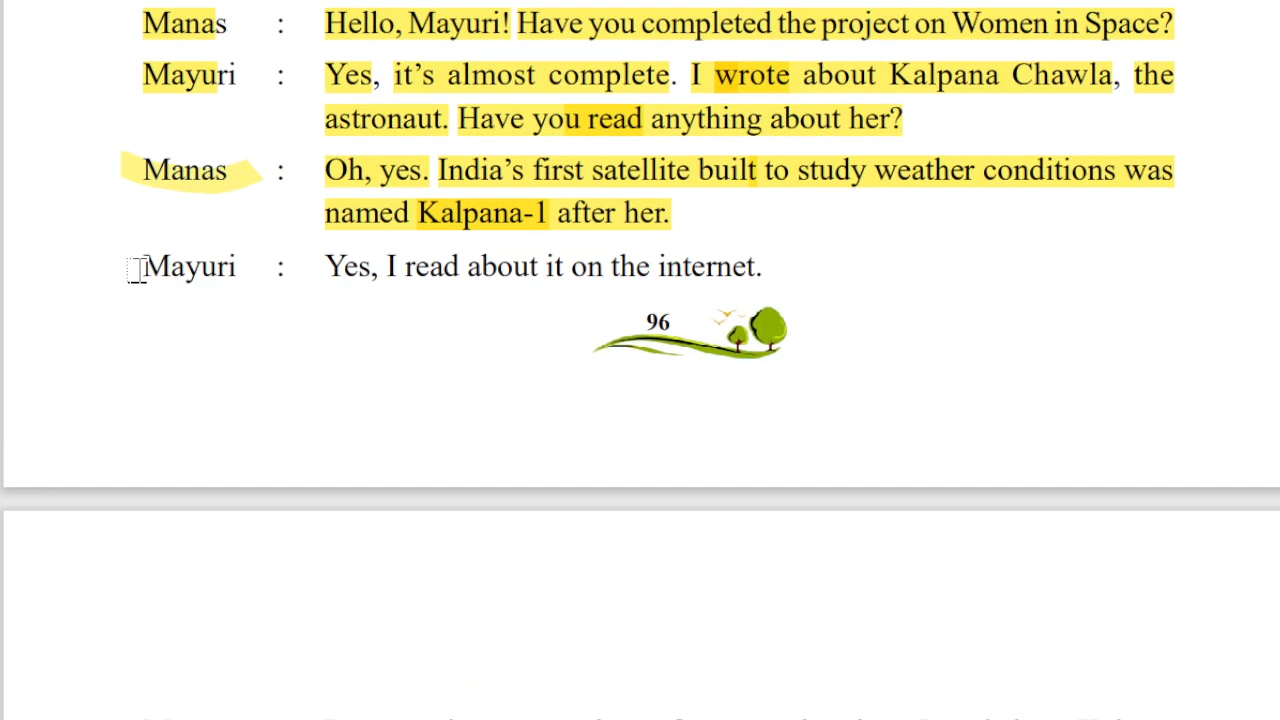 Manas : Hello, Mayuri! Have you completed the project on Women in Space?
Mayuri : Yes, it’s almost complete. I wrote about Kalpana Chawla, the
astronaut. Have you read anything about her?
Manas : Oh, yes. India’s first satellite built to study weather conditions was
named Kalpana-1 after her.
Mayuri : Yes, I read about it on the internet.
96